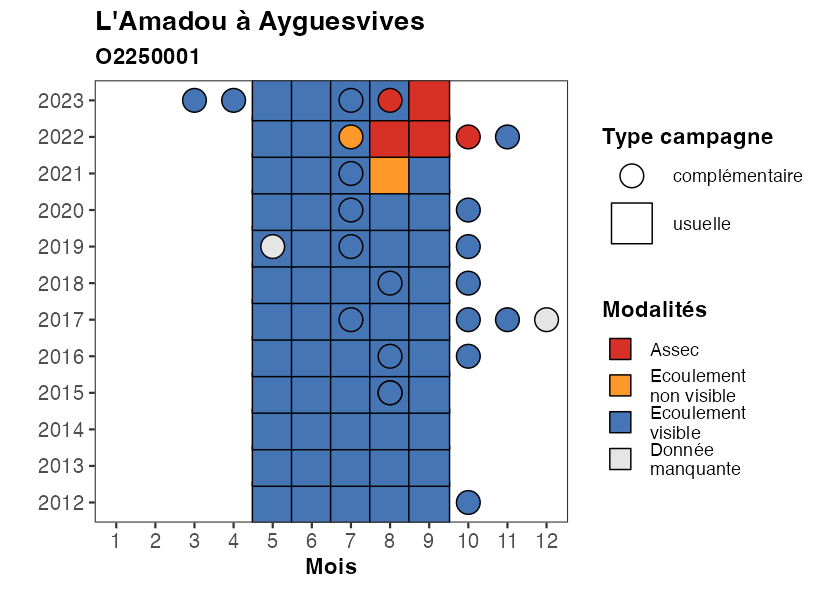 L'Amadou à Ayguesvives
O2250001
2023
2022
2021
2020
2019
2018
2017
2016
2015
2014
2013
2012
1 2 3 4 5 6 7 8 9 10 11 12
Mois
Type campagne
complémentaire
usuelle
Modalités
Assec
Ecoulement
non visible
Ecoulement
visible
Donnée
manquante